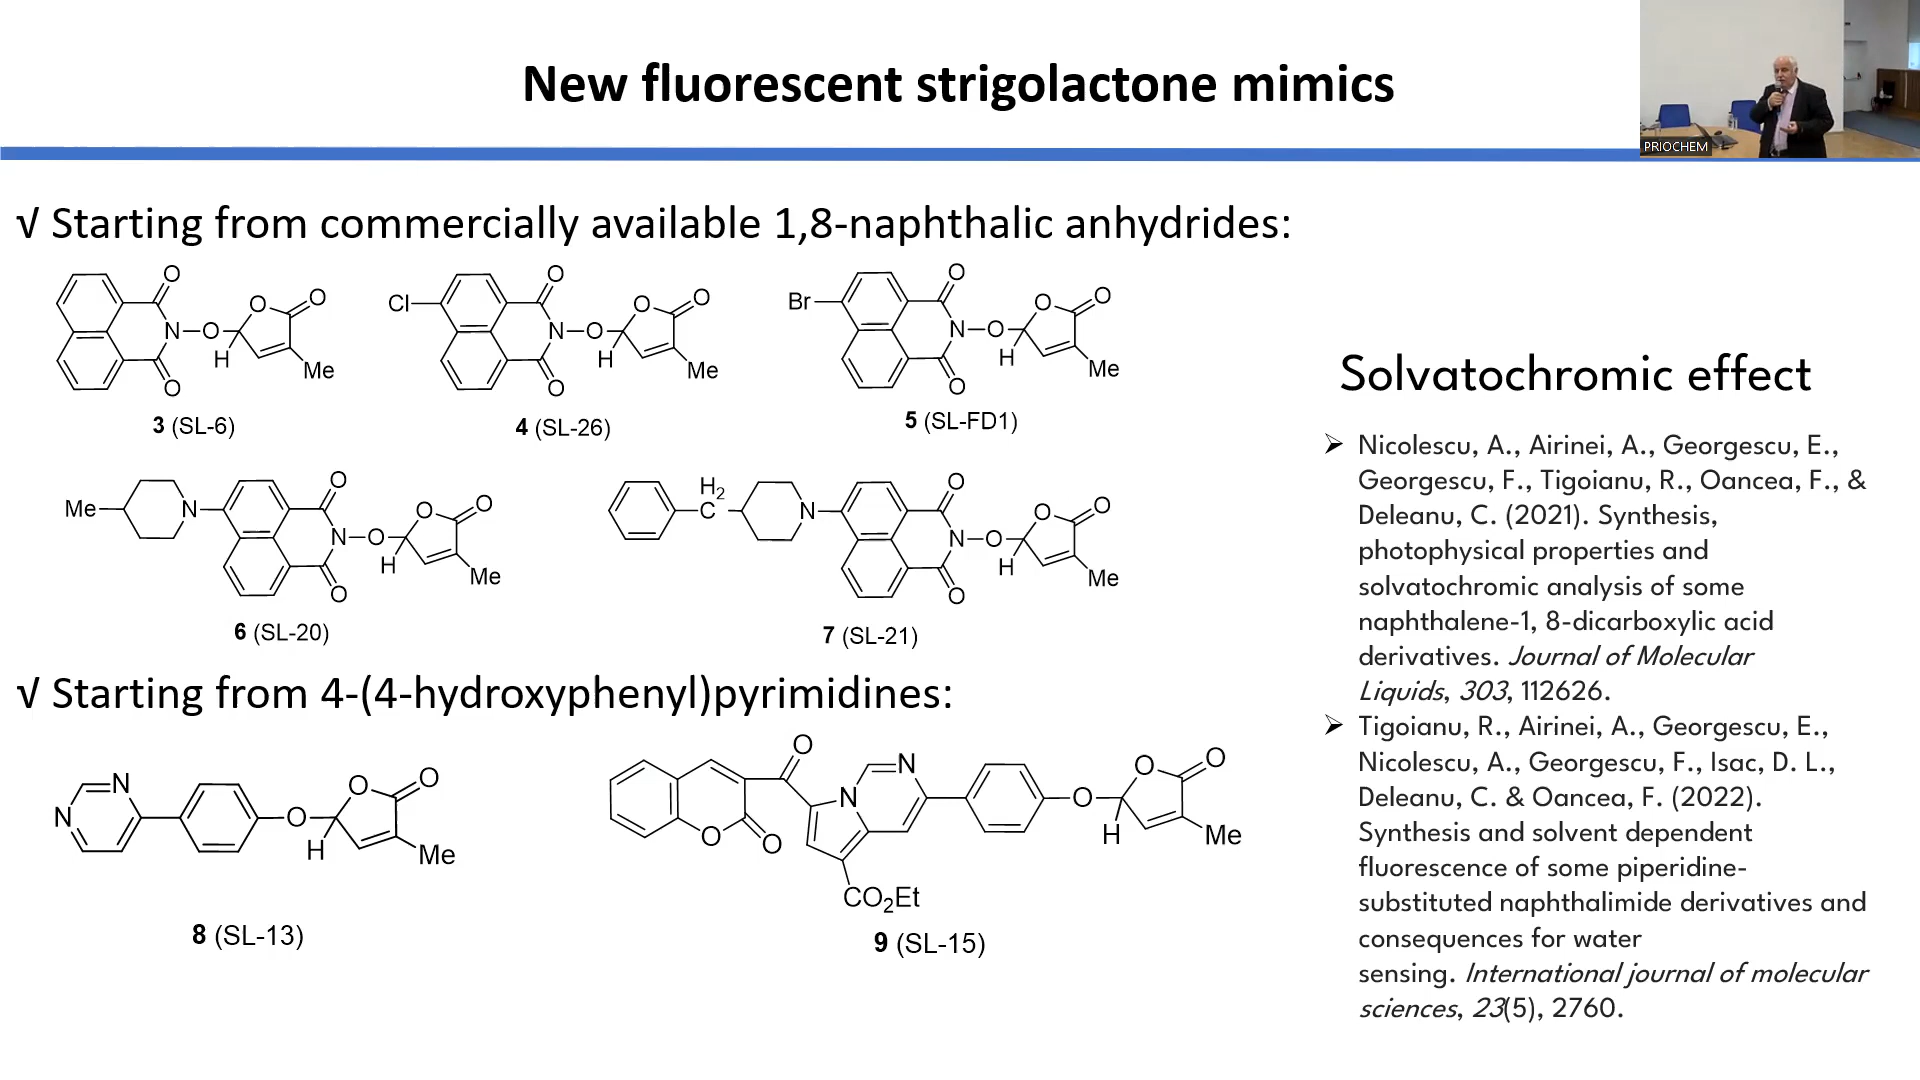 New fluorescent strigolactone mimics
PRIOCHEM
√ Starting from commercially available 1,8-naphthalic anhydrides:
O
O
O
N
O
H
O
Me
3 (SL-6)
Cl
O
O
O
N
O
H
O
Me
4 (SL-26)
Br
O
O
O
N
O
H
O
Me
5 (SL-FD1)
Me
N
O
O
O
N
O
H
O
Me
6 (SL-20)
H2
C
N
O
O
O
N
O
H
O
Me
7 (SL-21)
√ Starting from 4-(4-hydroxyphenyl)pyrimidines:
N
N
O
O
O
H
Me
8 (SL-13)
O
O
O
N
N
CO2Et
O
O
O
H
Me
9 (SL-15)
Solvatochromic effect
➢ Nicolescu, A., Airinei, A., Georgescu, E.,
Georgescu, F., Tigoianu, R., Oancea, F., &
Deleanu, C. (2021). Synthesis,
photophysical properties and
solvatochromic analysis of some
naphthalene-1, 8-dicarboxylic acid
derivatives. Journal of Molecular
Liquids, 303, 112626.
➢ Tigoianu, R., Airinei, A., Georgescu, E.,
Nicolescu, A., Georgescu, F., Isac, D. L.,
Deleanu, C. & Oancea, F. (2022).
Synthesis and solvent dependent
fluorescence of some piperidine-
substituted naphthalimide derivatives and
consequences for water
sensing. International journal of molecular
sciences, 23(5), 2760.